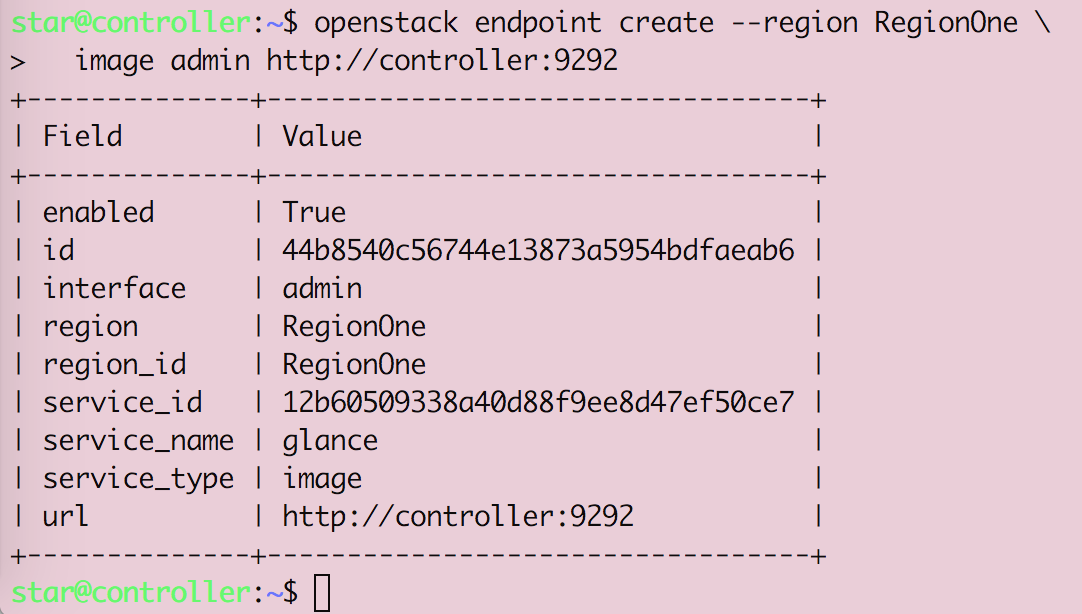 star@controller:~$ openstack endpoint create --region RegionOne \
>   image admin http://controller:9292
+--------------+----------------------------------+
| Field        | Value                            |
+--------------+----------------------------------+
| enabled      | True                             |
| id           | 44b8540c56744e13873a5954bdfaeab6 |
| interface    | admin                            |
| region       | RegionOne                        |
| region_id    | RegionOne                        |
| service_id   | 12b60509338a40d88f9ee8d47ef50ce7 |
| service_name | glance                           |
| service_type | image                            |
| url          | http://controller:9292           |
+--------------+----------------------------------+
star@controller:~$